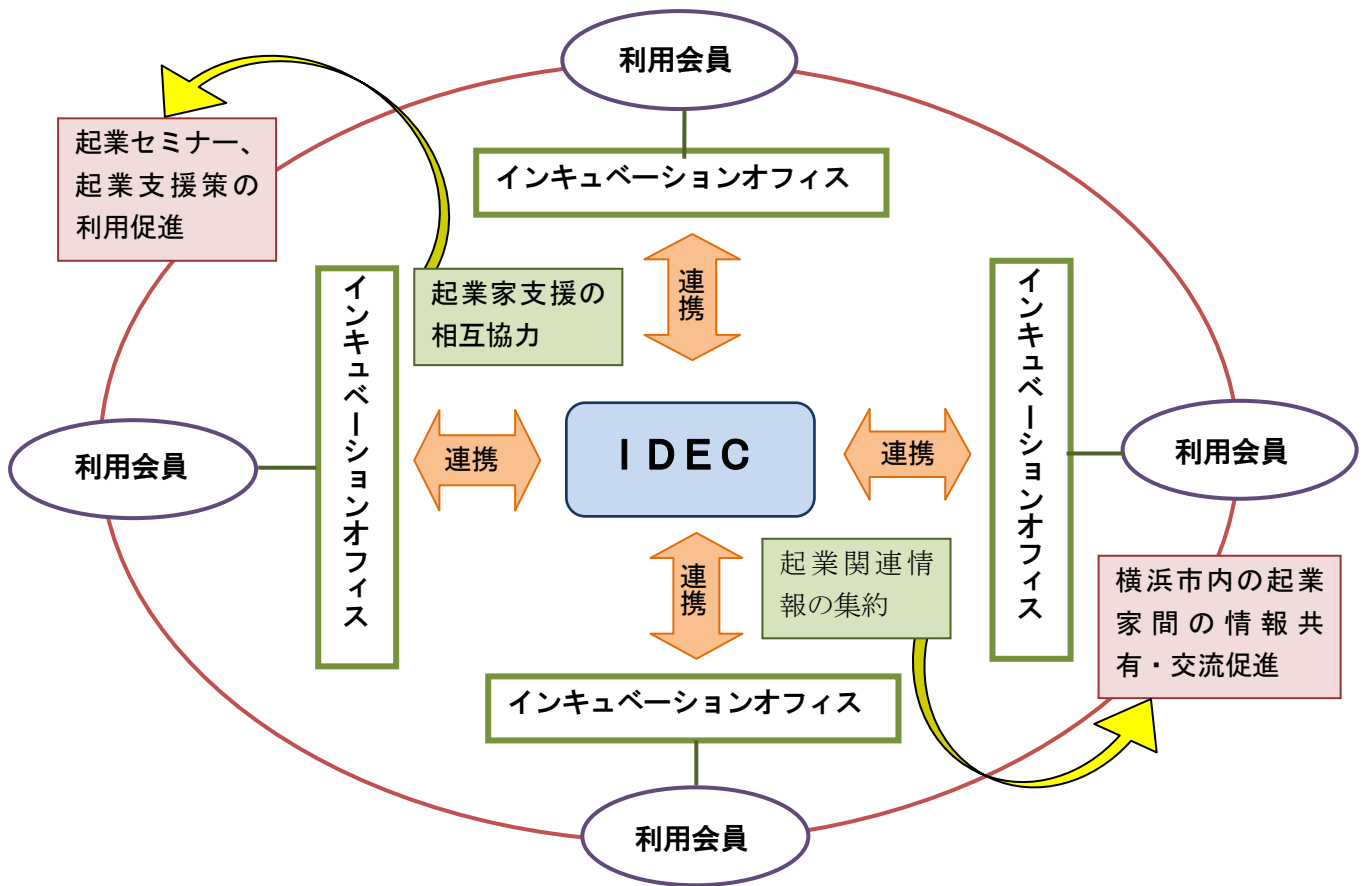 利用会員
起業セミナー、
起業支援策の
利用促進
インキュベーションオフィス
起業家支援の
相互協力
連携
インキュベーションオフィス
インキュベーションオフィス
利用会員
連携
ＩＤＥＣ
連携
利用会員
連携
起業関連情
報の集約
横浜市内の起業
家間の情報共
有・交流促進
インキュベーションオフィス
利用会員